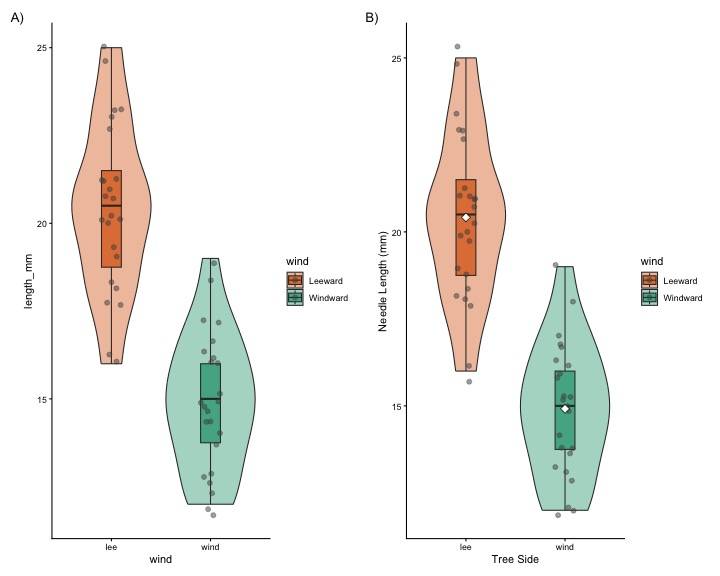 A)
length_mm
25
20
15
lee
wind
wind
wind
Leeward
Windward
B)
Needle Length (mm)
25
20
15
lee
wind
Tree Side
wind
Leeward
Windward